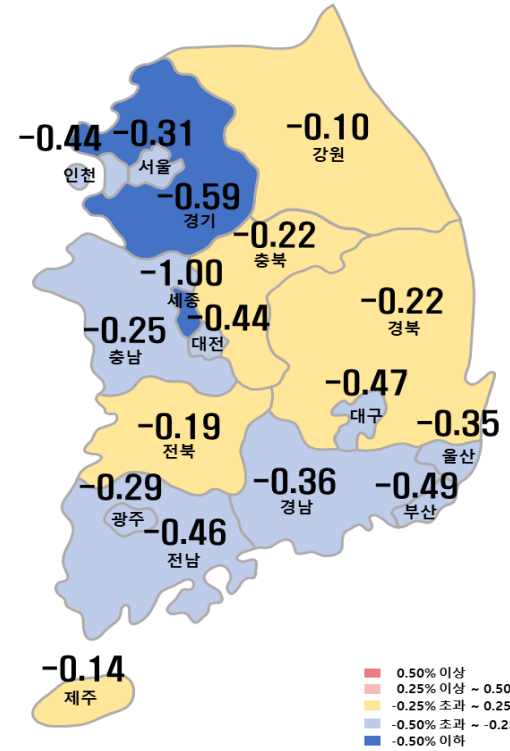 -0.10
강원
-0.44
인천
-0.31
서울
-0.59
경기
-0.22
충북
-1.00
세종
-0.25
충남
-0.44
대전
-0.22
경북
-0.47
대구
-0.35
울산
-0.19
전북
-0.29
광주
-0.36
경남
-0.49
부산
-0.46
전남
-0.14
제주
0.50% 이상
0.25% 이상 ~ 0.50
-0.25% 초과 ~ 0.25
-0.50% 초과 ~ -0.25
-0.50% 이하